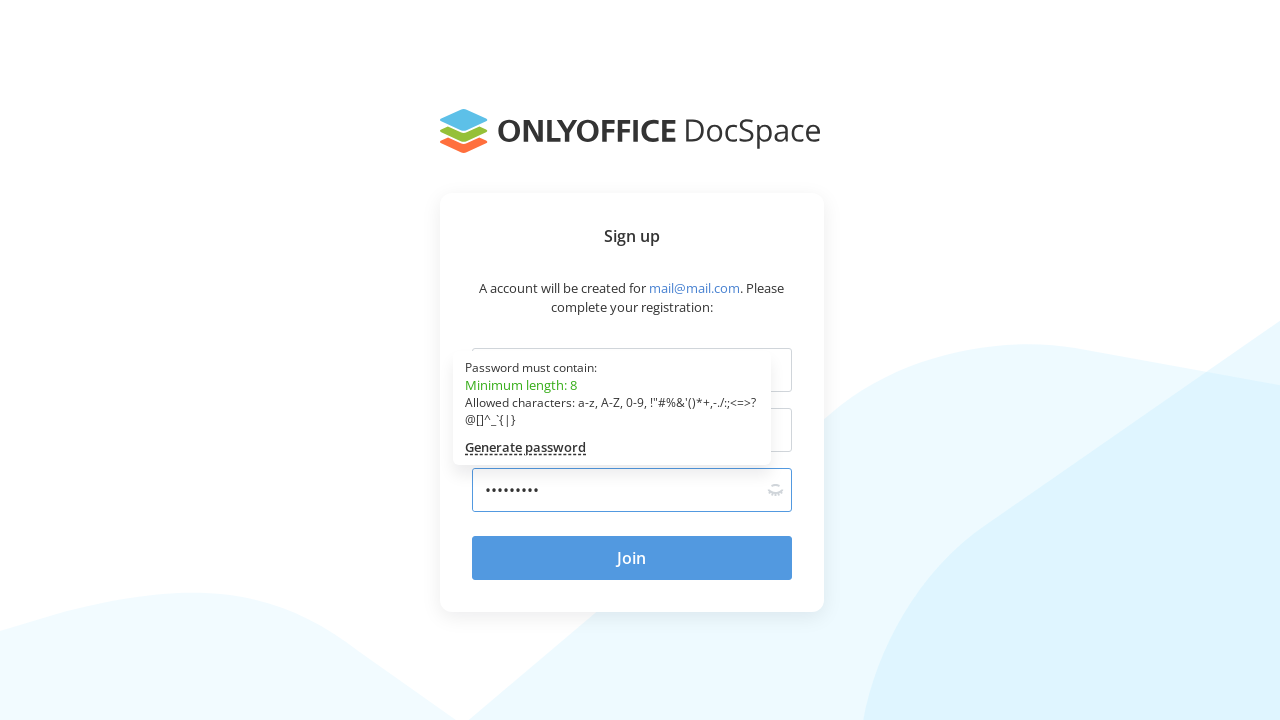 ONLYOFFICE DocSpace
Sign up
A account will be created for mail@mail.com. Please
complete your registration:
Password must contain:
Minimum length: 8
Allowed characters: a-z, A-Z, 0-9, !"#%&'()*+,-./:;<=>?
@[]^_`{|}
Generate password
•••••••••
Join